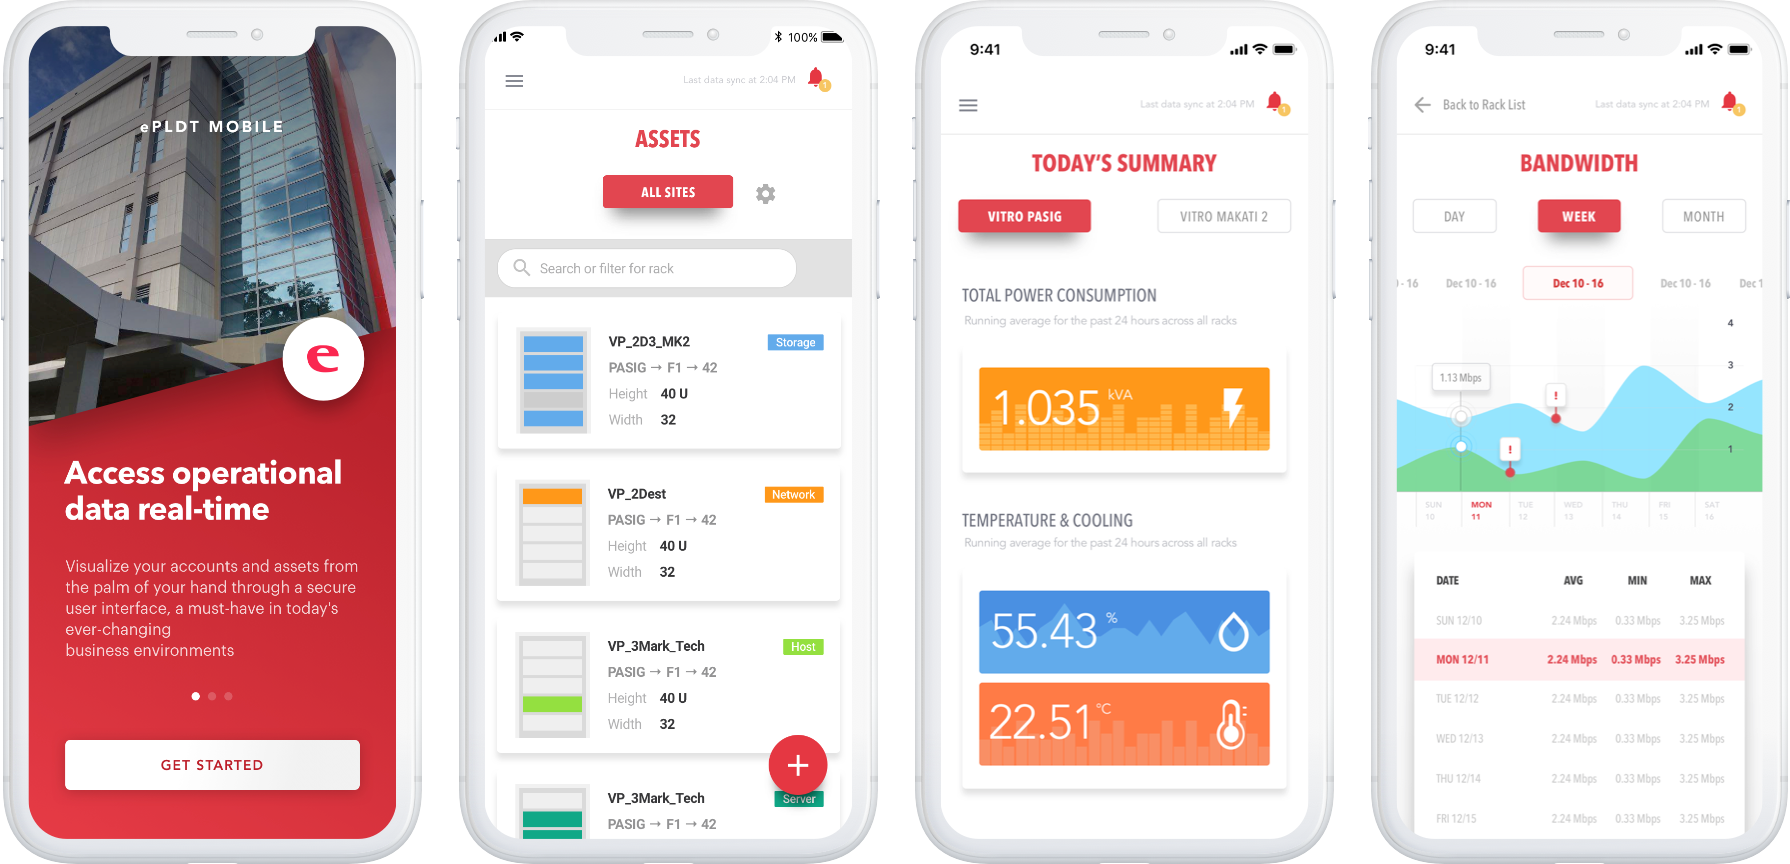 ePLDT MOBILE
e
Access operational
data real-time
Visualize your accounts and assets from
the palm of your hand through a secure
user interface, a must-have in today's
ever-changing
business environments
GET STARTED
100%
Last data sync at 2:04 PM
1
ASSETS
ALL SITES
Search or filter for rack
VP_2D3_MK2
Storage
PASIG → F1 → 42
Height 40 U
Width 32
VP_2Dest
Network
PASIG → F1 → 42
Height 40 U
Width 32
VP_3Mark_Tech
Host
PASIG → F1 → 42
Height 40 U
Width 32
VP_3Mark_Tech
Server
PASIG → F1 → 42
9:41
Last data sync at 2:04 PM
1
TODAY'S SUMMARY
VITRO PASIG
VITRO MAKATI 2
TOTAL POWER CONSUMPTION
Running average for the past 24 hours across all racks
1.035 kVA
TEMPERATURE & COOLING
Running average for the past 24 hours across all racks
55.43 %
22.51 °C
9:41
Back to Rack List
Last data sync at 2:04 PM
1
BANDWIDTH
DAY
WEEK
MONTH
- 16
Dec 10 - 16
Dec 10 - 16
Dec 10 - 16
Dec 1
4
3
2
1
1.13 Mbps
!
!
SUN MON TUE WED THU FRI SAT
10 11 12 13 14 15 16
DATE AVG MIN MAX
SUN 12/10 2.24 Mbps 0.33 Mbps 3.25 Mbps
MON 12/11 2.24 Mbps 0.33 Mbps 3.25 Mbps
TUE 12/12 2.24 Mbps 0.33 Mbps 3.25 Mbps
WED 12/13 2.24 Mbps 0.33 Mbps 3.25 Mbps
THU 12/14 2.24 Mbps 0.33 Mbps 3.25 Mbps
FRI 12/15 2.24 Mbps 0.33 Mbps 3.25 Mbps